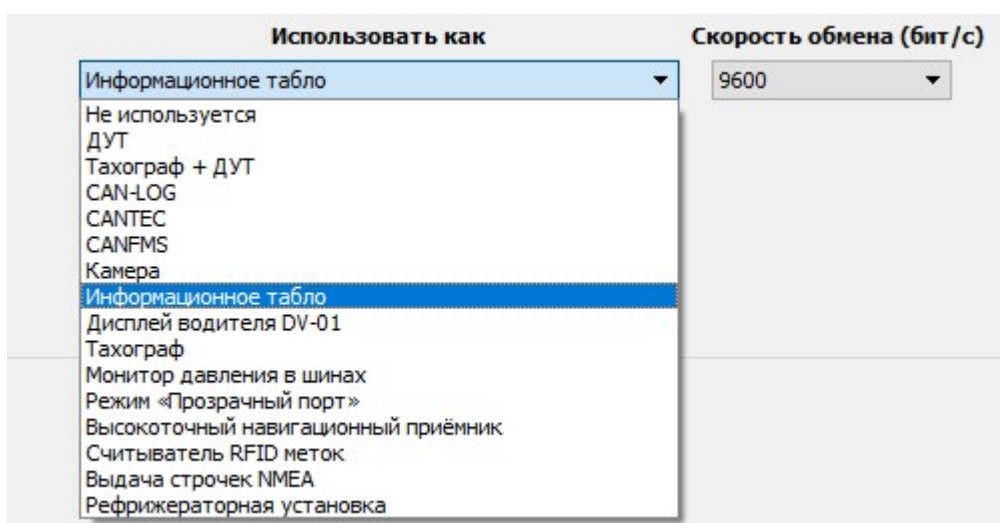 Использовать как
Скорость обмена (бит/с)
Информационное табло
9600
Не используется
ДУТ
Тахограф + ДУТ
CAN-LOG
CANTEC
CANFMS
Камера
Информационное табло
Дисплей водителя DV-01
Тахограф
Монитор давления в шинах
Режим «Прозрачный порт»
Высокоточный навигационный приёмник
Считыватель RFID меток
Выдача строчек NMEA
Рефрижераторная установка